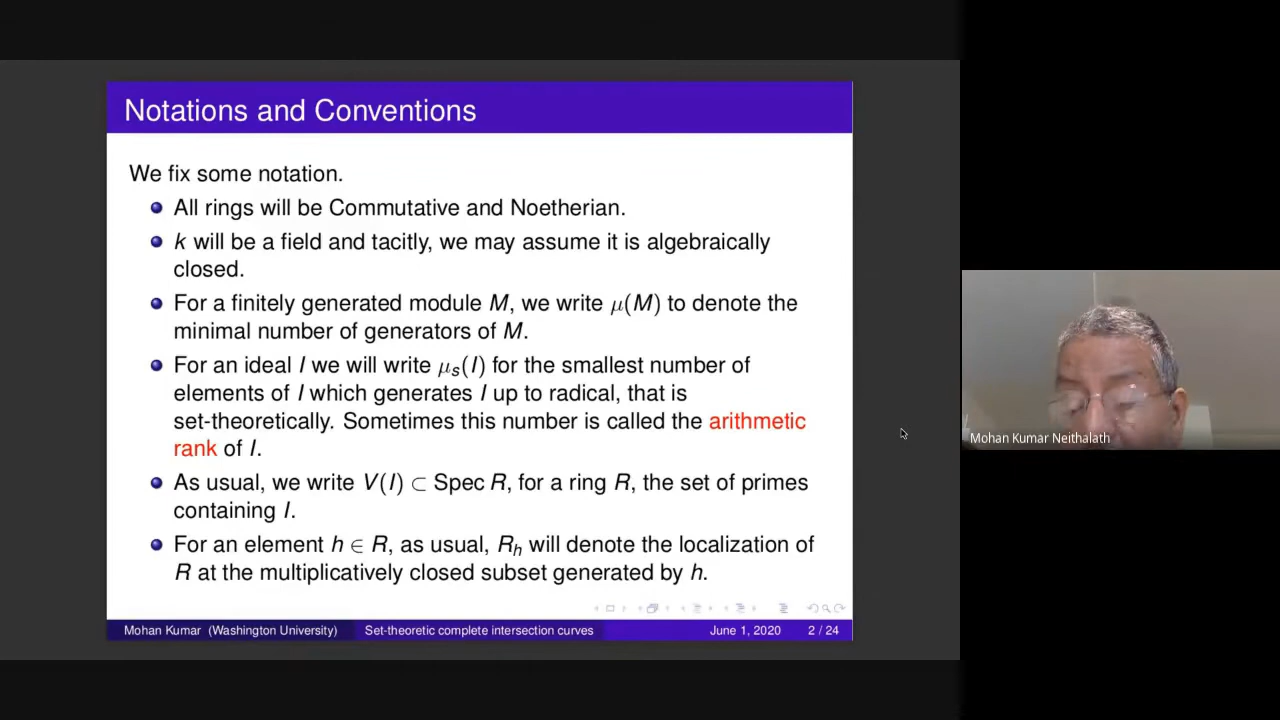 Notations and Conventions
We fix some notation.
All rings will be Commutative and Noetherian.
k will be a field and tacitly, we may assume it is algebraically
closed.
For a finitely generated module M, we write μ(M) to denote the
minimal number of generators of M.
For an ideal I we will write μₛ(I) for the smallest number of
elements of I which generates I up to radical, that is
set-theoretically. Sometimes this number is called the arithmetic
rank of I.
As usual, we write V(I) ⊂ Spec R, for a ring R, the set of primes
containing I.
For an element h ∈ R, as usual, Rₕ will denote the localization of
R at the multiplicatively closed subset generated by h.
Mohan Kumar (Washington University) Set-theoretic complete intersection curves June 1, 2020 2 / 24
Mohan Kumar Neithalath